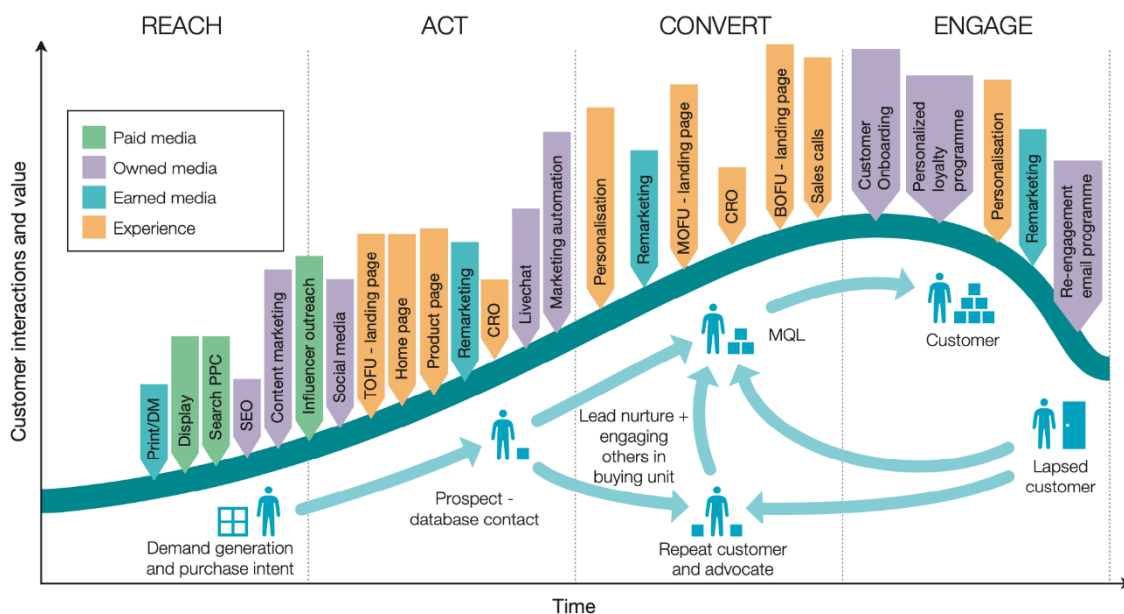 REACH
ACT
CONVERT
ENGAGE
Customer interactions and value
Paid media
Owned media
Earned media
Experience
Print/DM
Display
Search PPC
SEO
Content marketing
Influencer outreach
Social media
TOFU - landing page
Home page
Product page
Remarketing
CRO
Livechat
Marketing automation
Personalisation
Remarketing
MOFU - landing page
CRO
BOFU - landing page
Sales calls
Customer
Onboarding
Personalized
loyalty
programme
Personalisation
Remarketing
Re-engagement
email programme
Demand generation
and purchase intent
Prospect -
database contact
Lead nurture +
engaging
others in
buying unit
MQL
Repeat customer
and advocate
Customer
Lapsed
customer
Time